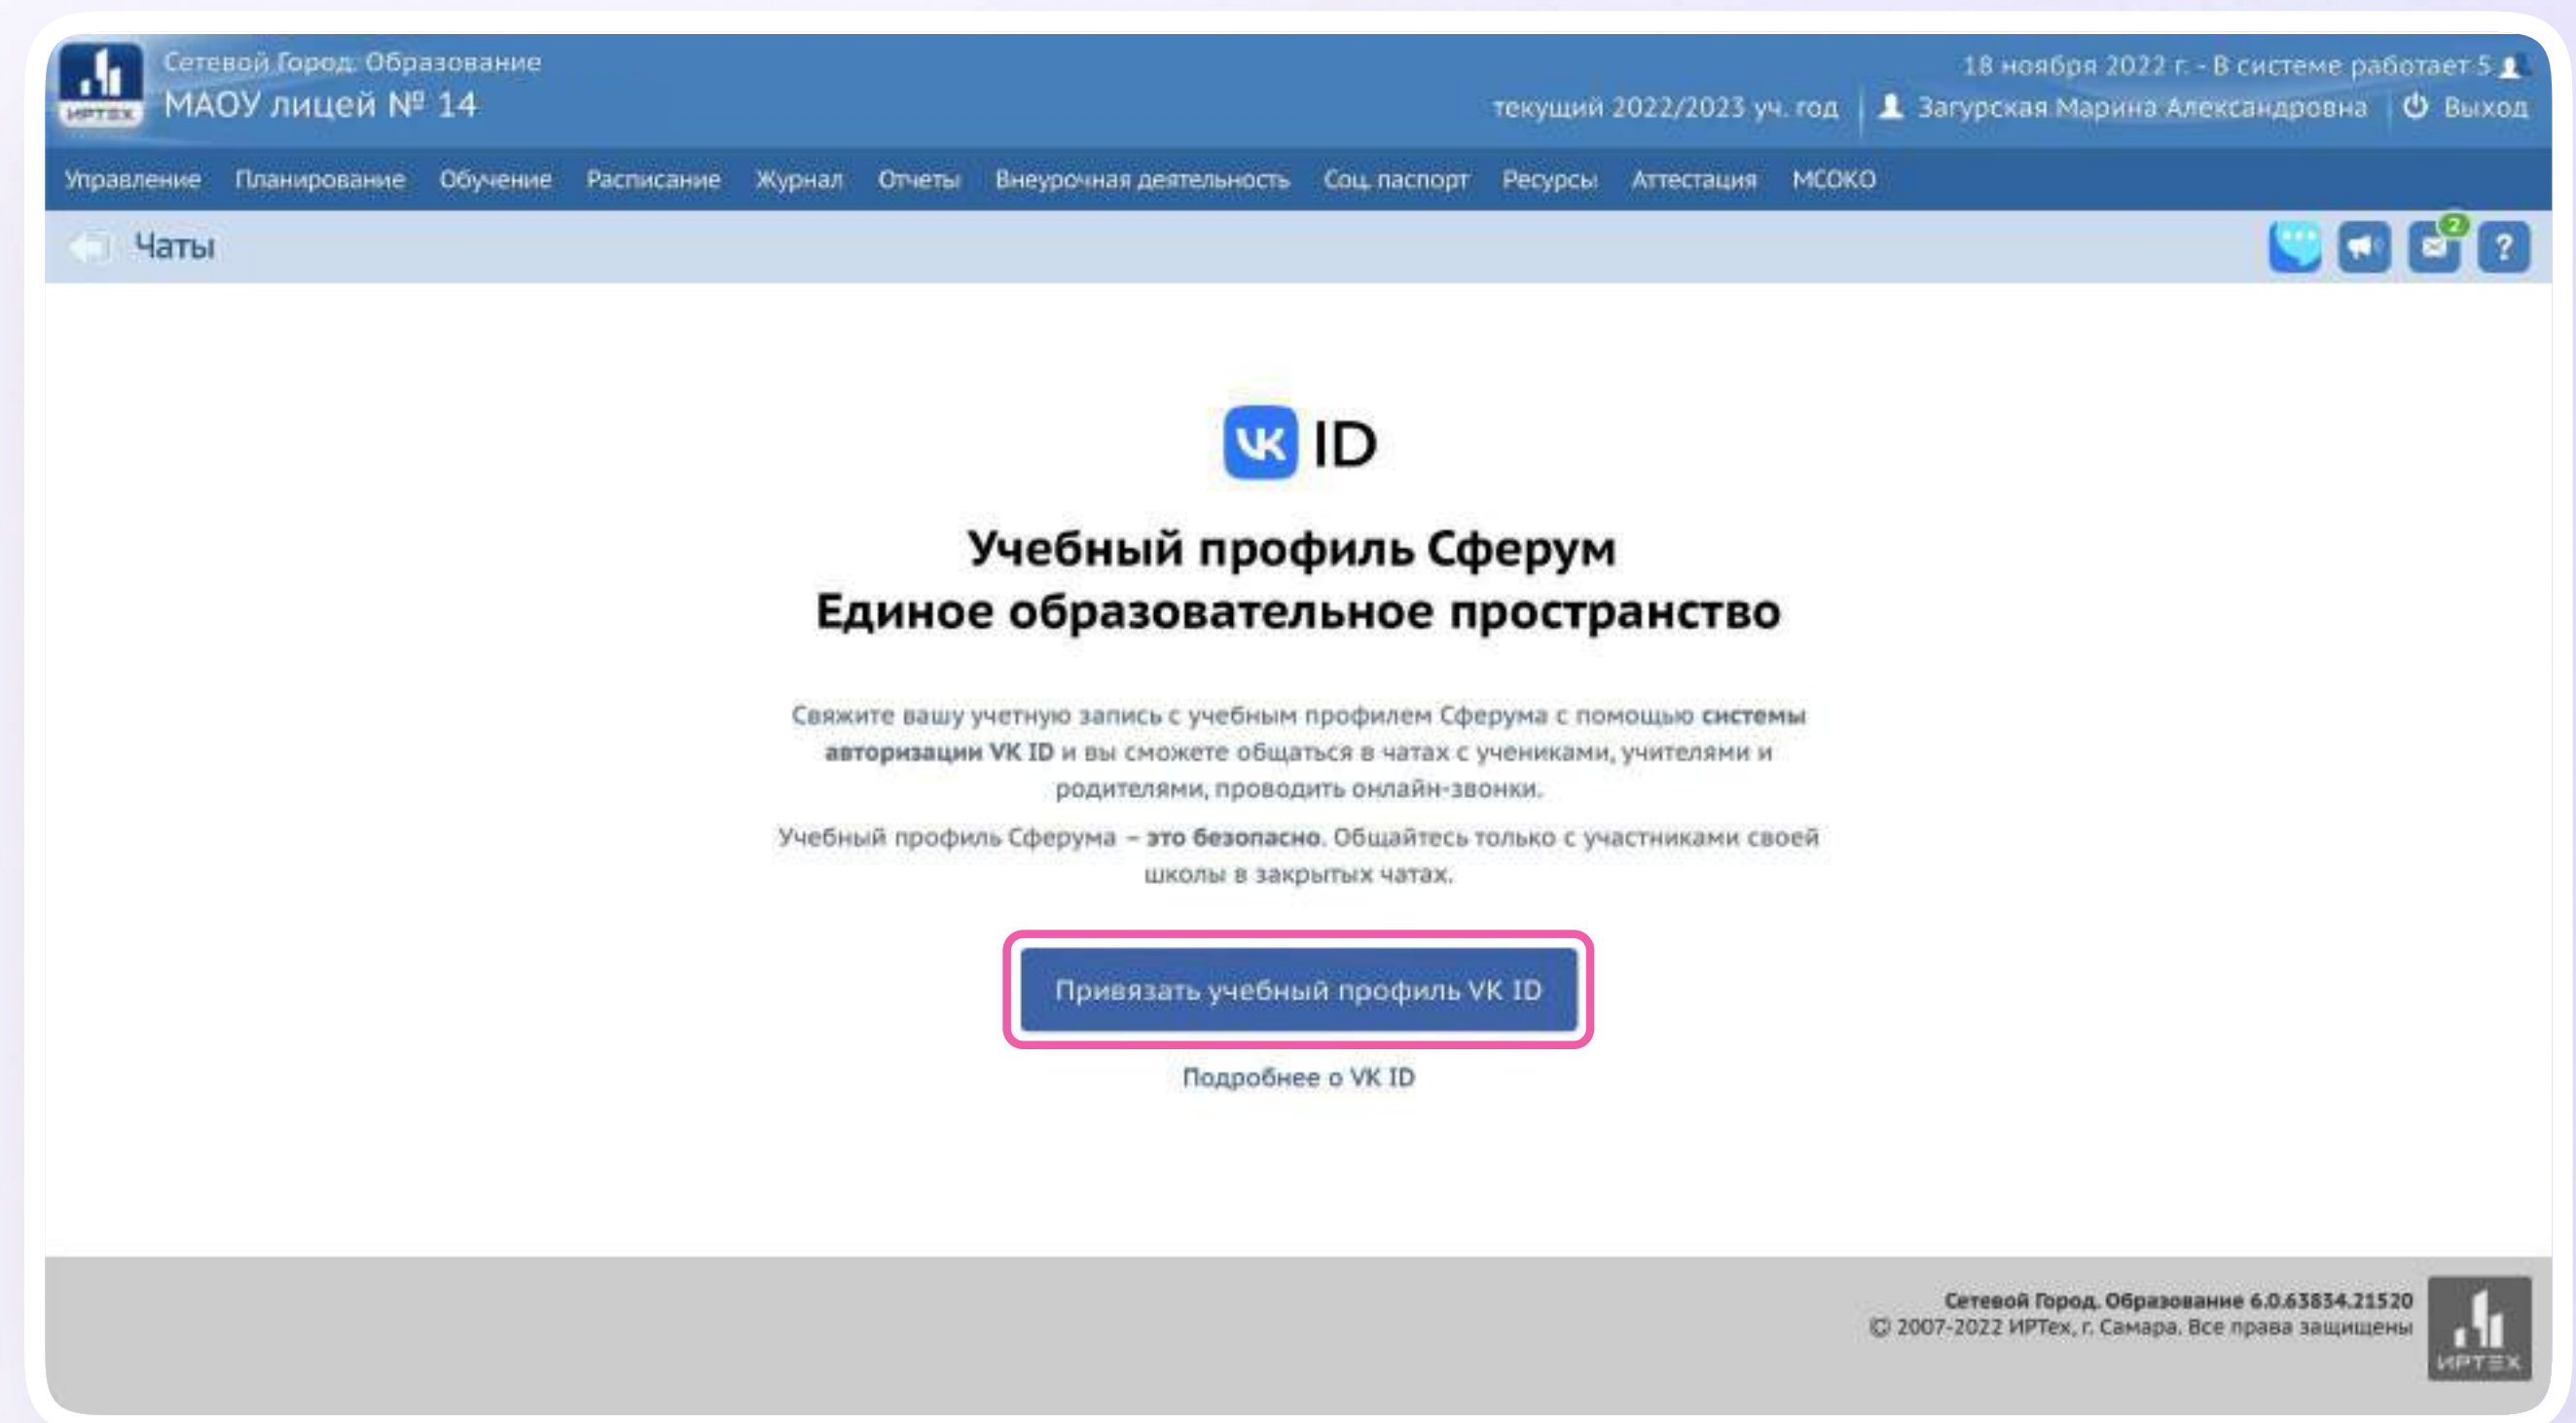 Сетевой Город. Образование
МАОУ лицей № 14
18 ноября 2022 г. - В системе работает 5
текущий 2022/2023 уч. год
Загурская Марина Александровна
Выход
ИРТЕХ
Управление Планирование Обучение Расписание Журнал Отчеты Внеурочная деятельность Соц. паспорт Ресурсы Аттестация МСОКО
Чаты
2
?
VK ID
Учебный профиль Сферум
Единое образовательное пространство
Свяжите вашу учетную запись с учебным профилем Сферума с помощью системы
авторизации VK ID и вы сможете общаться в чатах с учениками, учителями и
родителями, проводить онлайн-звонки.
Учебный профиль Сферума – это безопасно. Общайтесь только с участниками своей
школы в закрытых чатах.
Привязать учебный профиль VK ID
Подробнее о VK ID
Сетевой Город. Образование 6.0.63834.21520
© 2007-2022 ИРТех, г. Самара. Все права защищены
ИРТЕХ